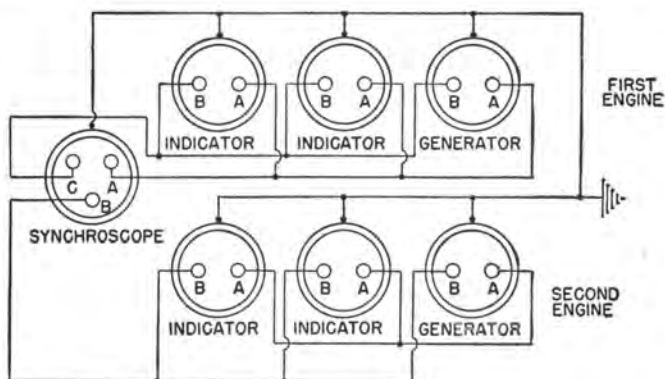 B A
B A
B A
INDICATOR
INDICATOR
GENERATOR
FIRST
ENGINE
C A
B
SYNCHROSCOPE
B A
B A
B A
INDICATOR
INDICATOR
GENERATOR
SECOND
ENGINE